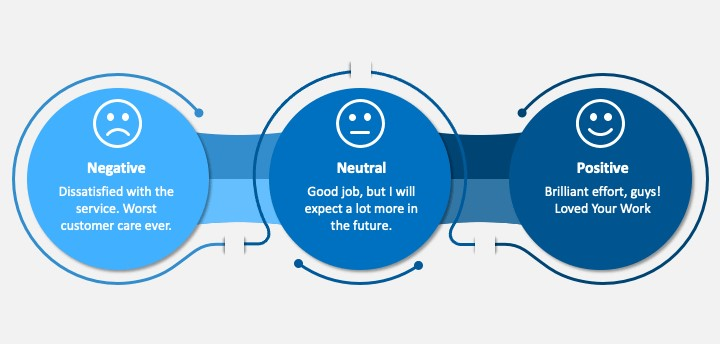 Negative
Dissatisfied with the
service. Worst
customer care ever.
Neutral
Good job, but I will
expect a lot more in
the future.
Positive
Brilliant effort, guys!
Loved Your Work